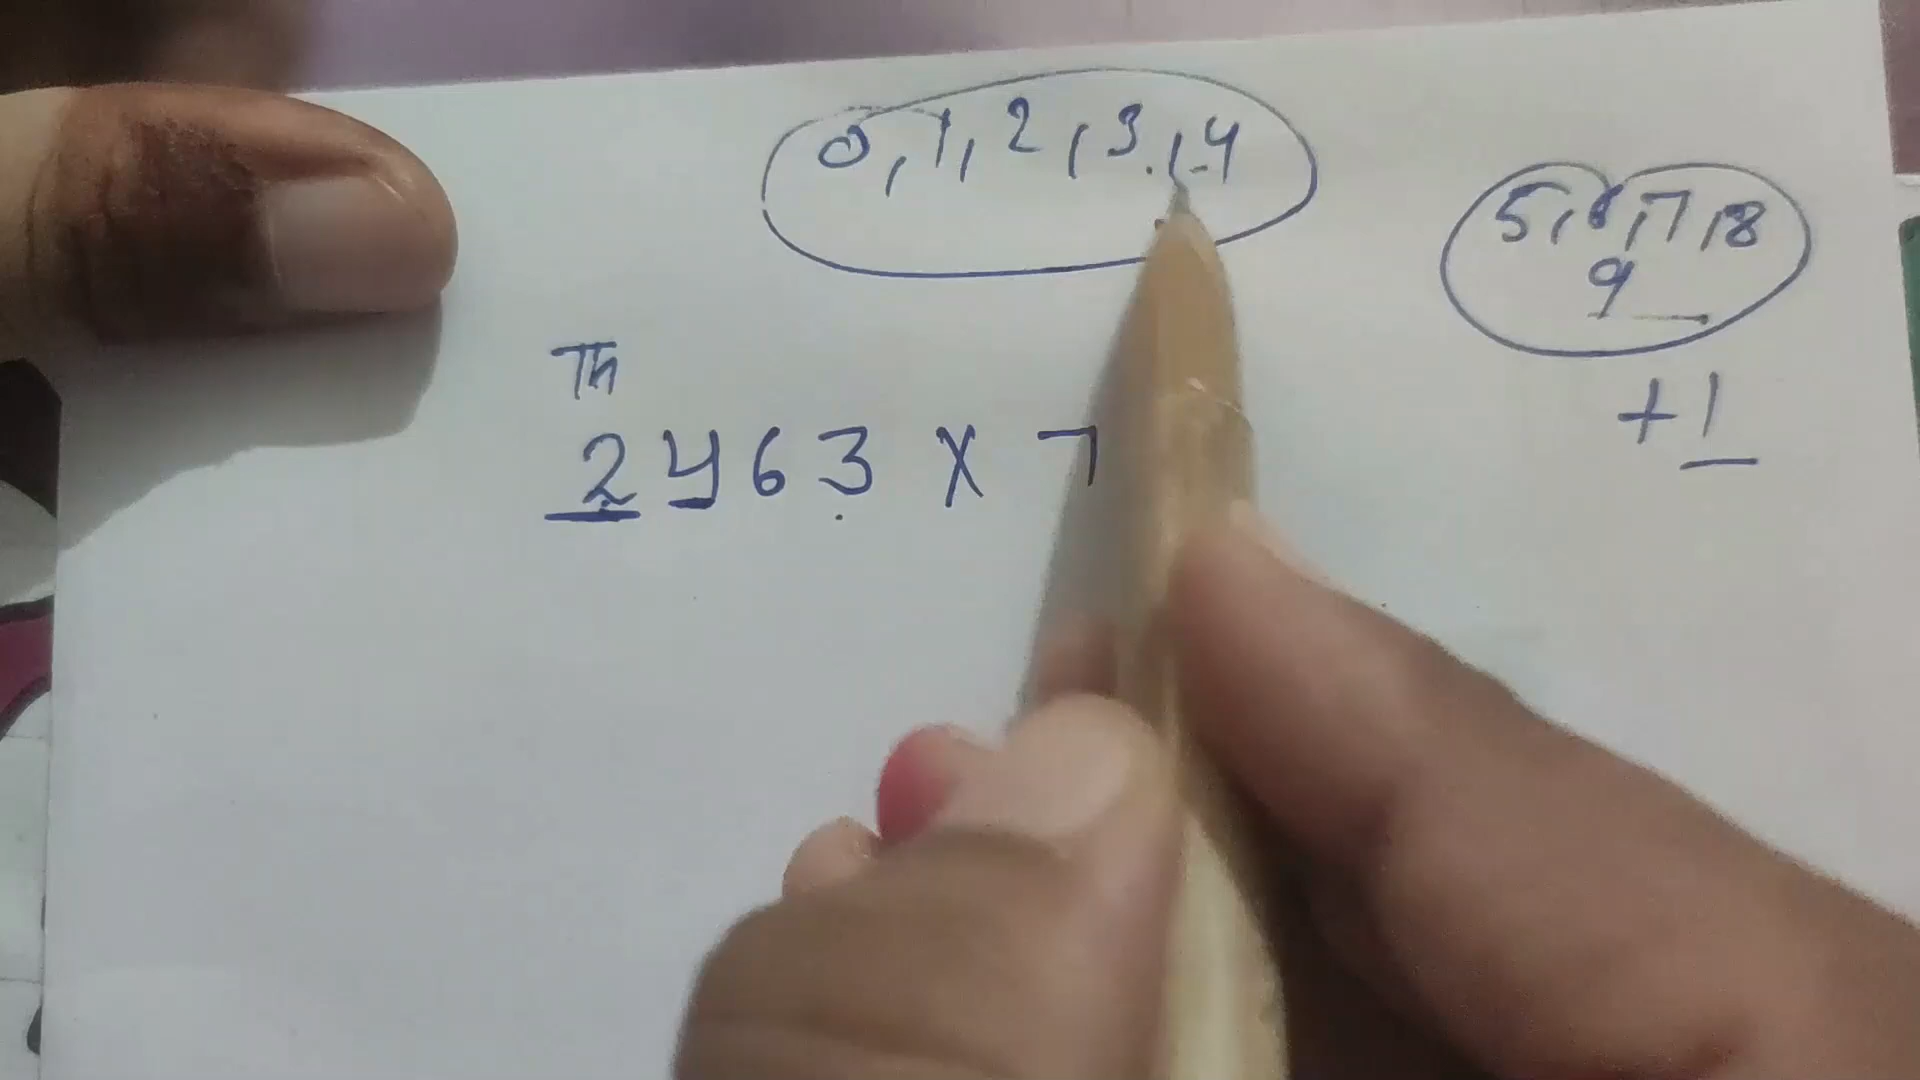 0, 1, 2, 3, 4
5, 6, 7, 8
9
+1
Th
2463 X 7